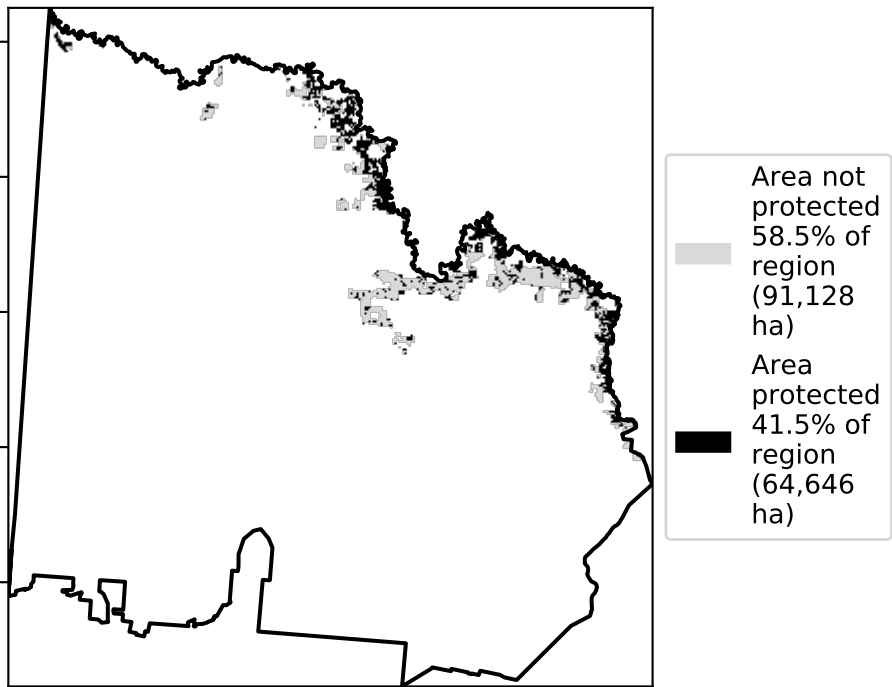 Area not
protected
58.5% of
region
(91,128
ha)
Area
protected
41.5% of
region
(64,646
ha)